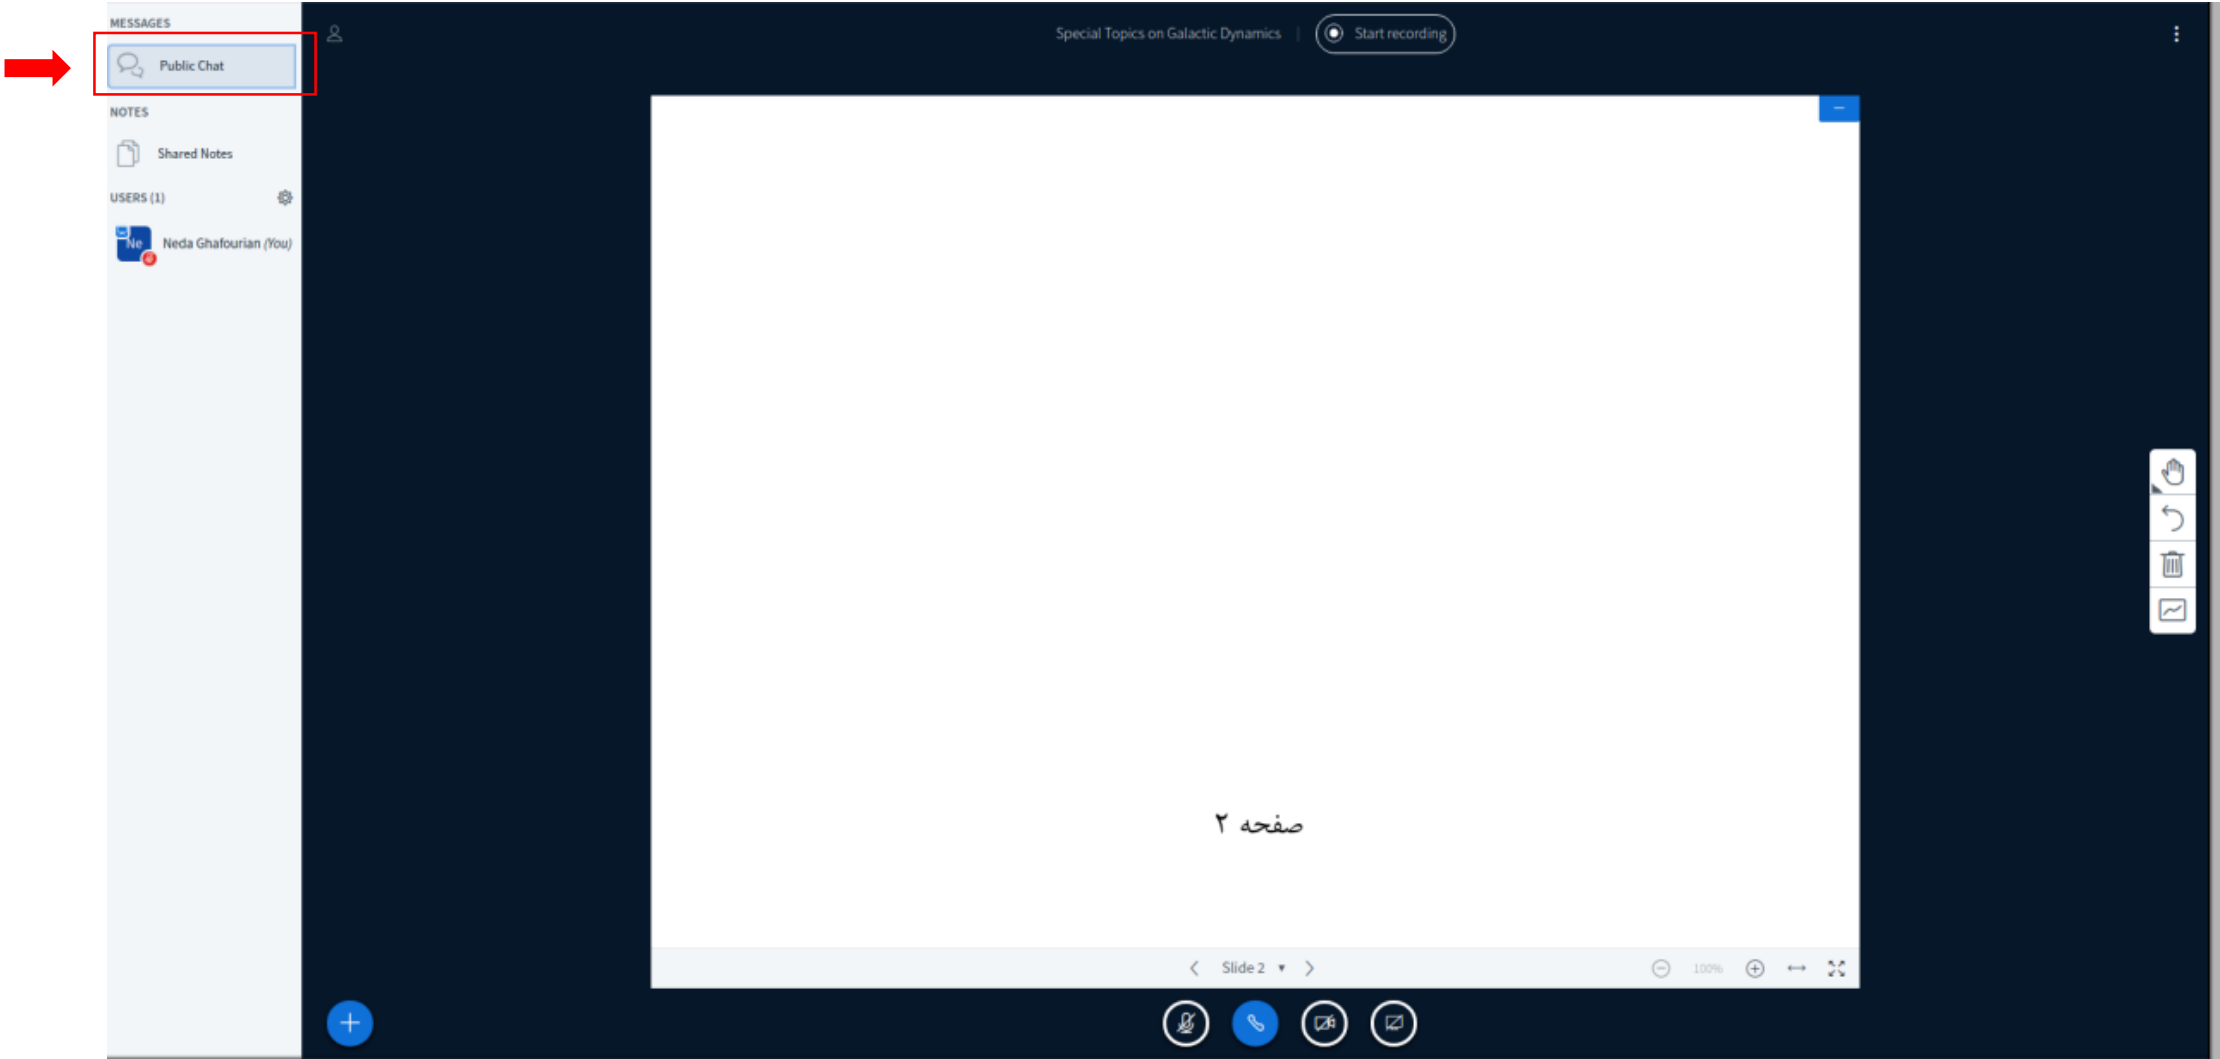 MESSAGES
Public Chat
NOTES
Shared Notes
USERS (1)
Ne
Neda Ghafourian (You)
Special Topics on Galactic Dynamics
Start recording
صفحه ۲
Slide 2
100%